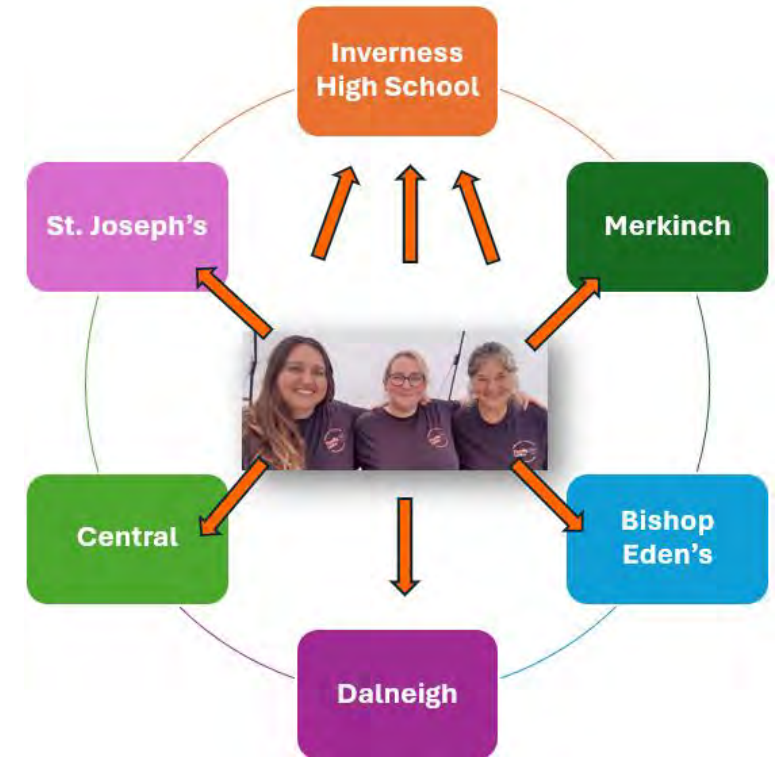 Inverness
High School
St. Joseph's
Merkinch
Central
Bishop
Eden's
Dalneigh